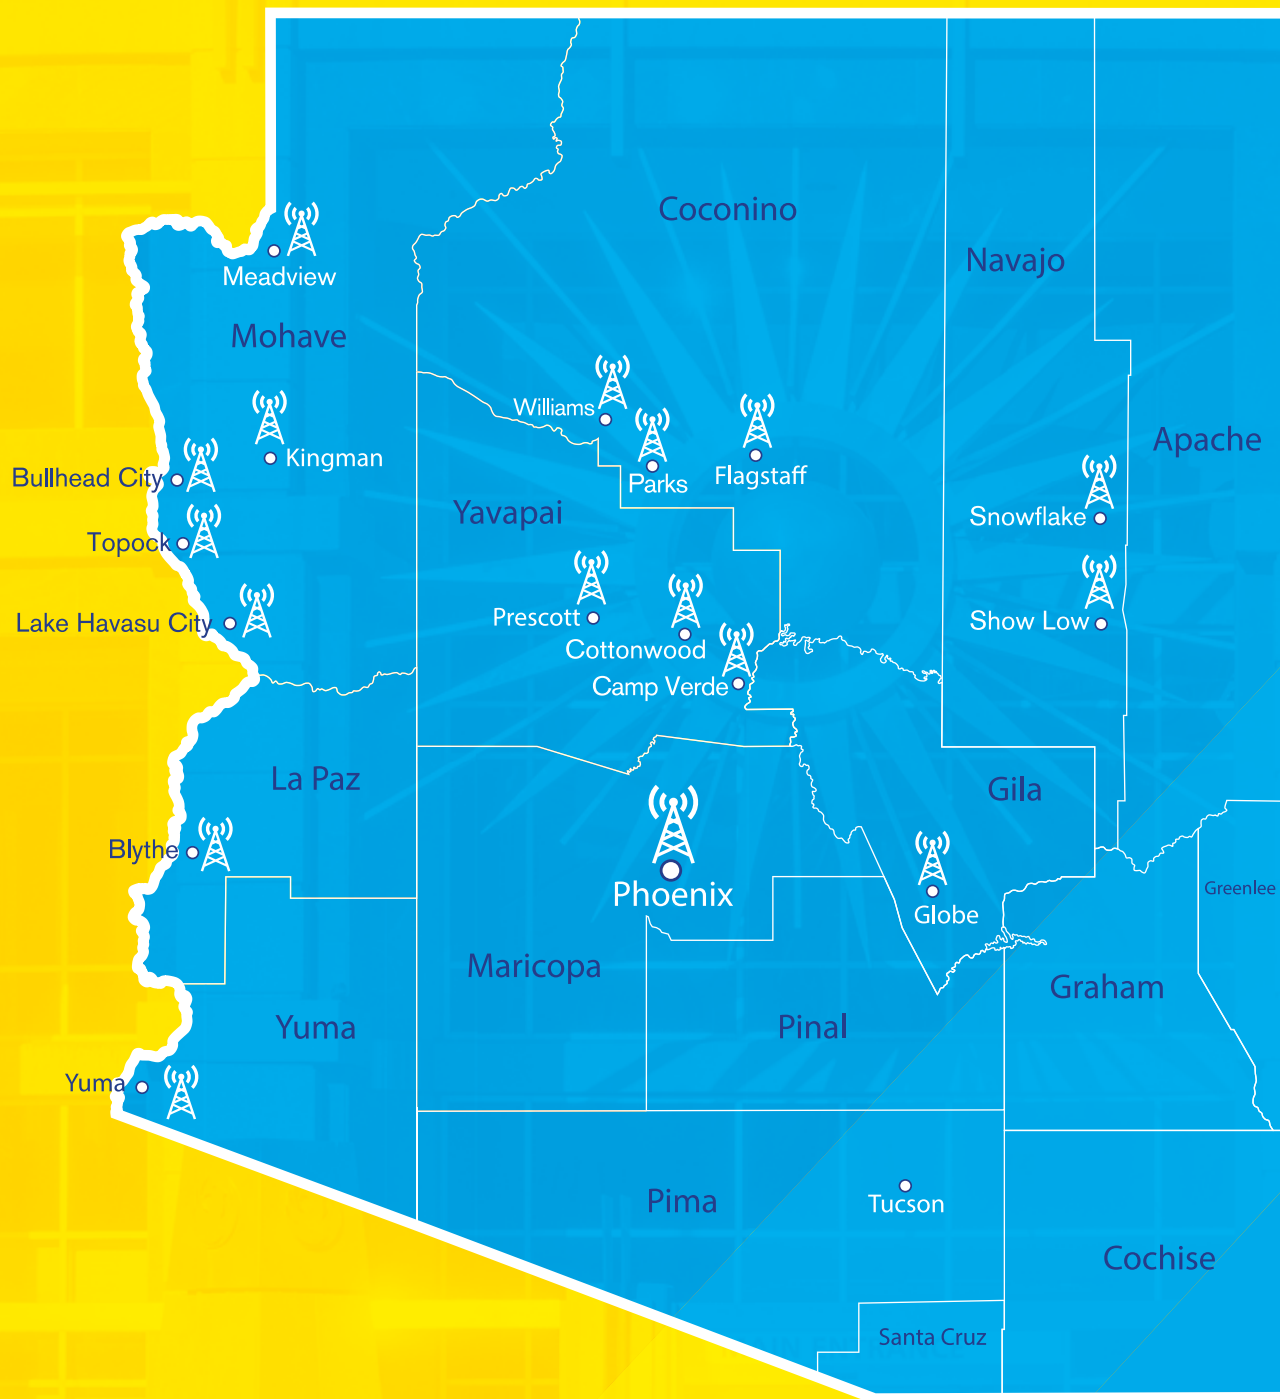 Coconino
Navajo
Meadview
Mohave
Williams
Apache
Kingman
Flagstaff
Bullhead City
Parks
Yavapai
Snowflake
Topock
Prescott
Show Low
Lake Havasu City
Cottonwood
Camp Verde
La Paz
Gila
Blythe
Phoenix
Greenlee
Globe
Maricopa
Graham
Yuma
Pinal
Yuma
Pima
Tucson
Cochise
Santa Cruz